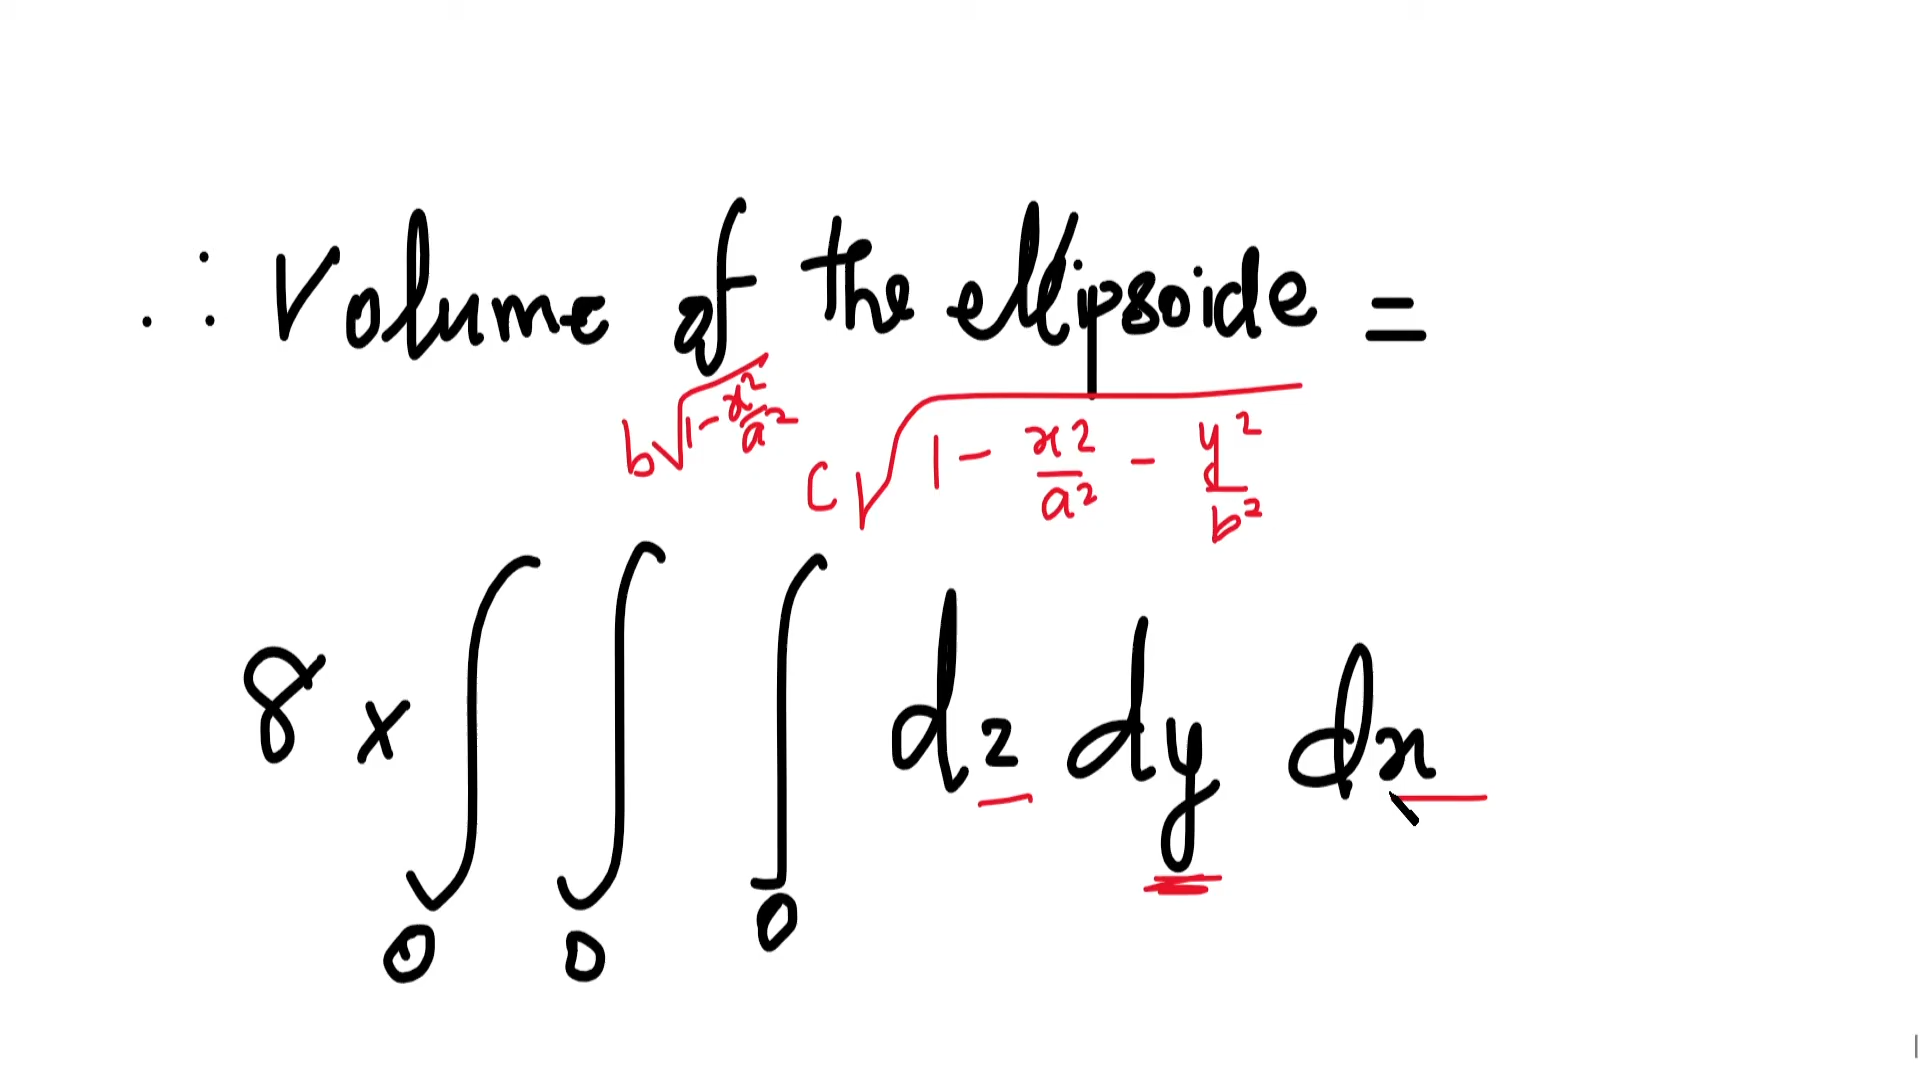 ∴ Volume of the ellipsoide =
b√1-x²/a² c√1 - x²/a² - y²/b²
8 x ∫ ∫ ∫ dz dy dx
0 0 0